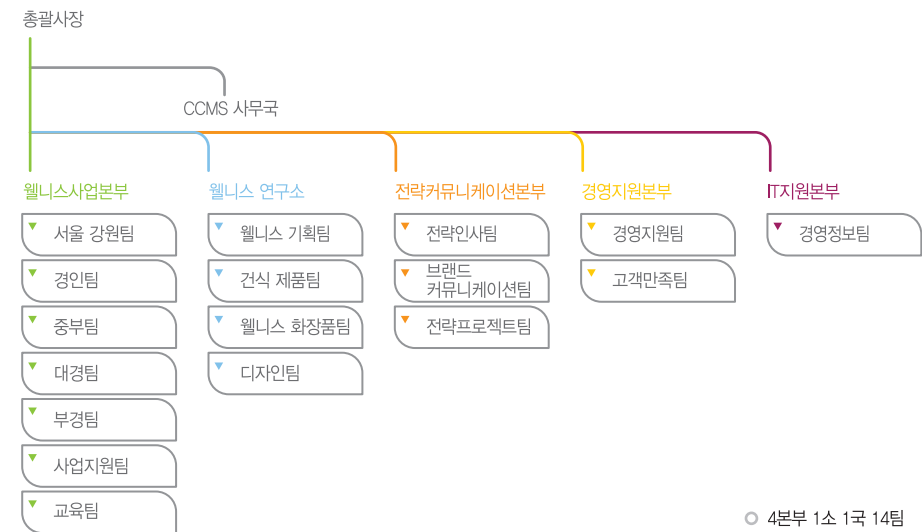 총괄사장
CCMS 사무국
웰니스사업본부
서울 강원팀
경인팀
중부팀
대경팀
부경팀
사업지원팀
교육팀
웰니스 연구소
웰니스 기획팀
건식 제품팀
웰니스 화장품팀
디자인팀
전략커뮤니케이션본부
전략인사팀
브랜드
커뮤니케이션팀
전략프로젝트팀
경영지원본부
경영지원팀
고객만족팀
IT지원본부
경영정보팀
4본부 1소 1국 14팀